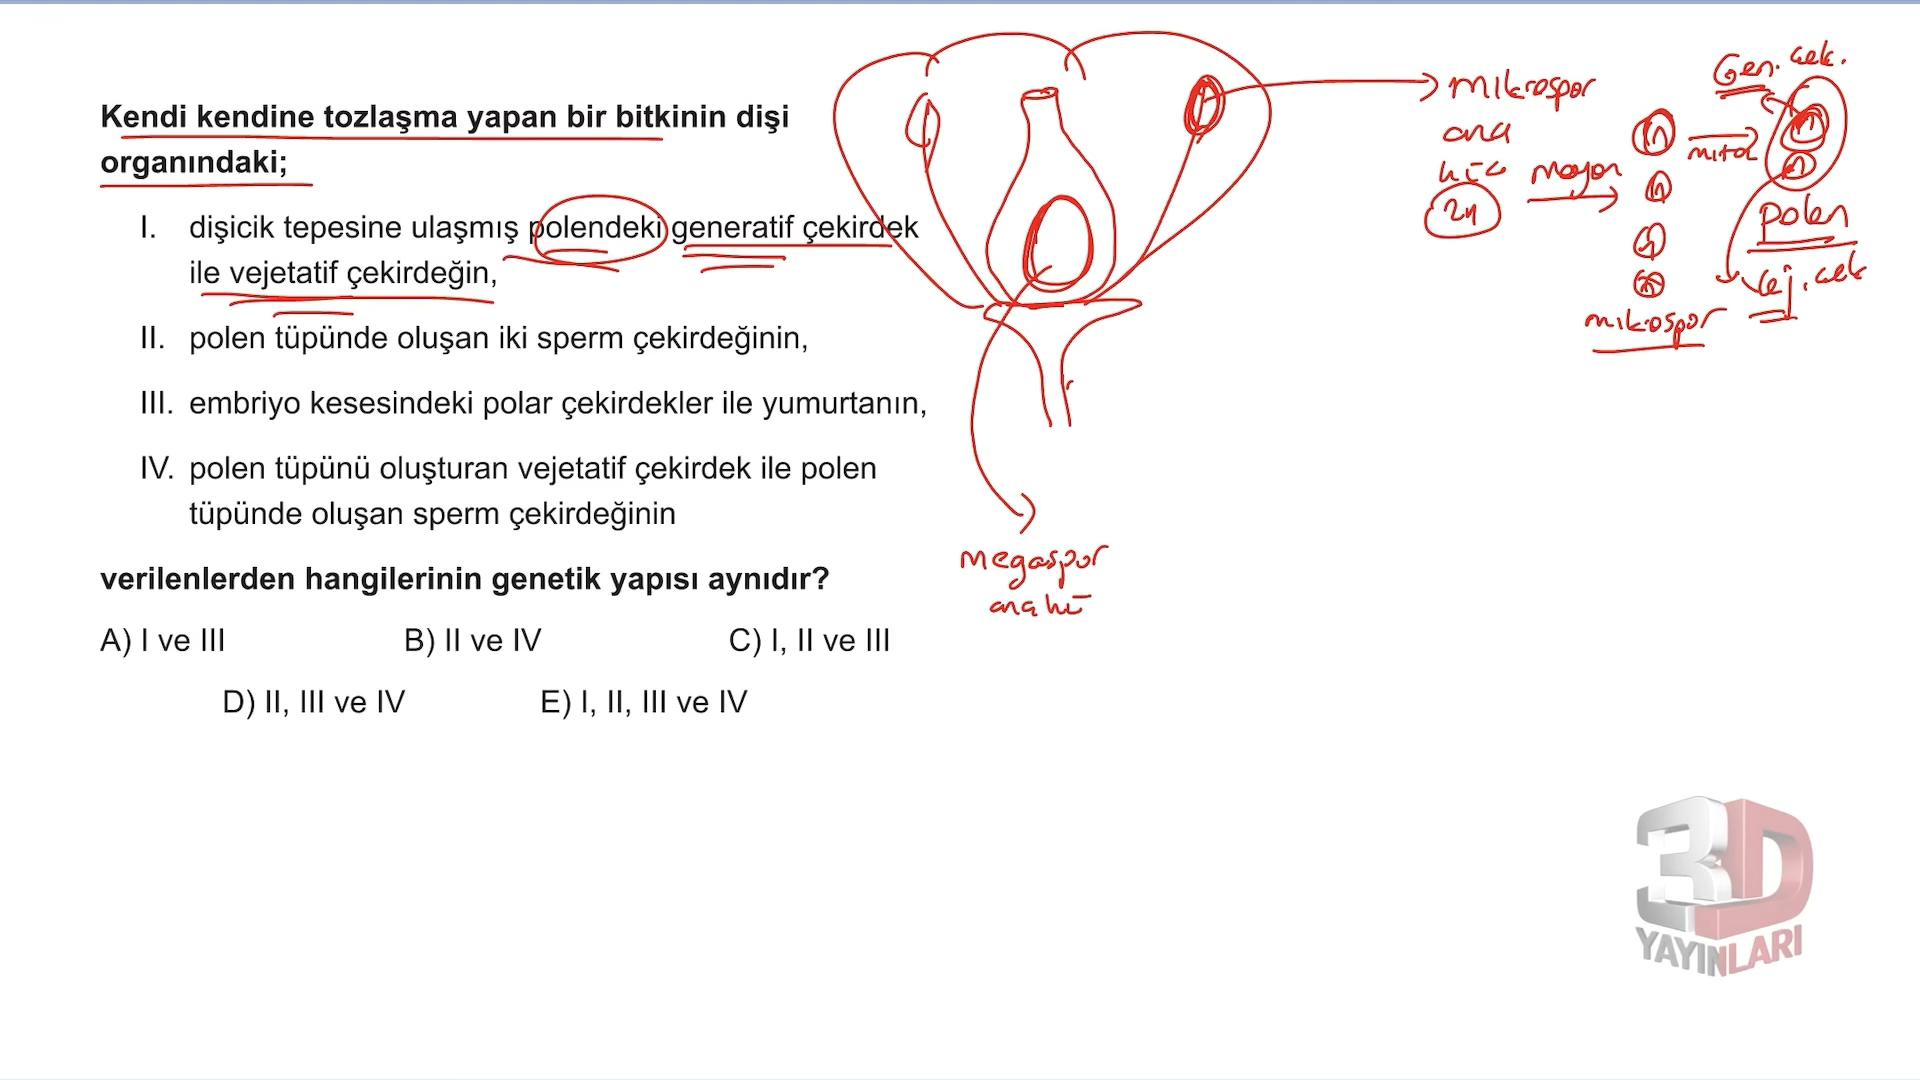 Kendi kendine tozlaşma yapan bir bitkinin dişi
organındaki;
I. dişicik tepesine ulaşmış polendeki generatif çekirdek
ile vejetatif çekirdeğin,
II. polen tüpünde oluşan iki sperm çekirdeğinin,
III. embriyo kesesindeki polar çekirdekler ile yumurtanın,
IV. polen tüpünü oluşturan vejetatif çekirdek ile polen
tüpünde oluşan sperm çekirdeğinin
verilenlerden hangilerinin genetik yapısı aynıdır?
A) I ve III B) II ve IV C) I, II ve III
D) II, III ve IV E) I, II, III ve IV
mikrospor
ana
2n
n
n
mikospor
Gen. çek.
n
n
polen
Vej. çek
megaspor
ana hü
3D
YAYINLARI